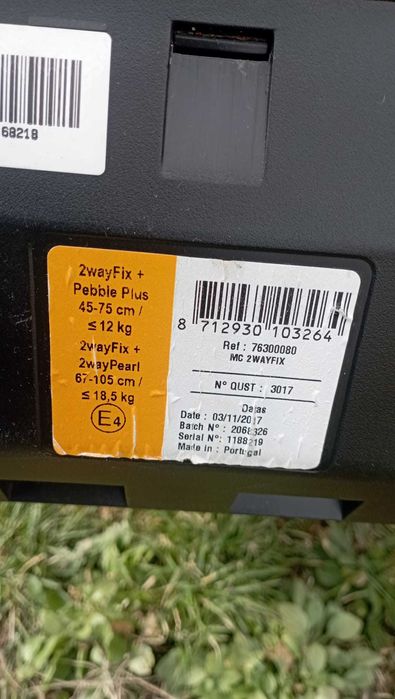 68218
2wayFix +
Pebble Plus
45-75 cm /
≤ 12 kg
2wayFix +
2wayPearl
67-105 cm /
≤ 18,5 kg
E4
8 712930 103264
Ref : 76300080
MC 2WAYFIX
N° QUST : 3017
Datas
Date : 03/11/2017
Batch N° :
Serial N° :
Made in : Portugal